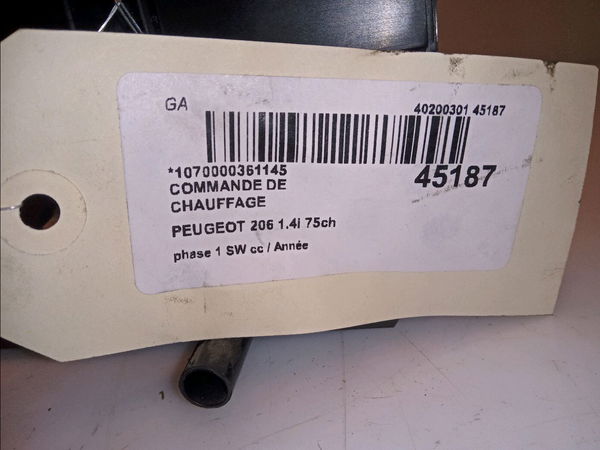 GA
40200301 45187
*1070000361145
45187
COMMANDE DE
CHAUFFAGE
PEUGEOT 206 1.4i 75ch
phase 1 SW cc / Année